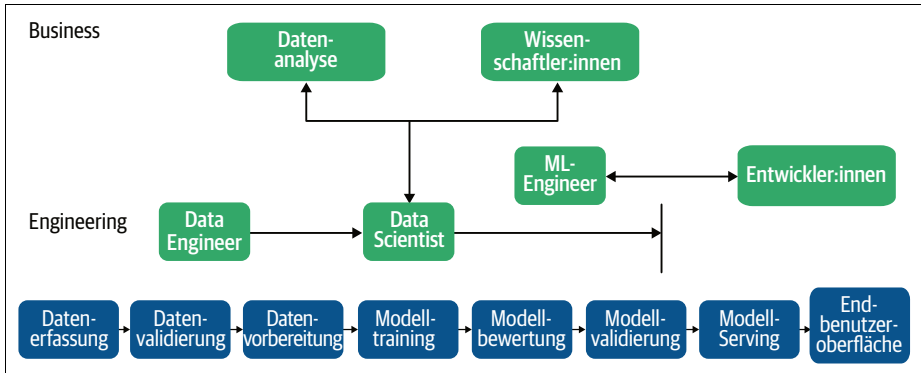 Business
Daten-
analyse
Wissen-
schaftler:innen
ML-
Engineer
Entwickler:innen
Engineering
Data
Engineer
Data
Scientist
Daten-
erfassung
Daten-
validierung
Daten-
vorbereitung
Modell-
training
Modell-
bewertung
Modell-
validierung
Modell-
Serving
End-
benutzer-
oberfläche